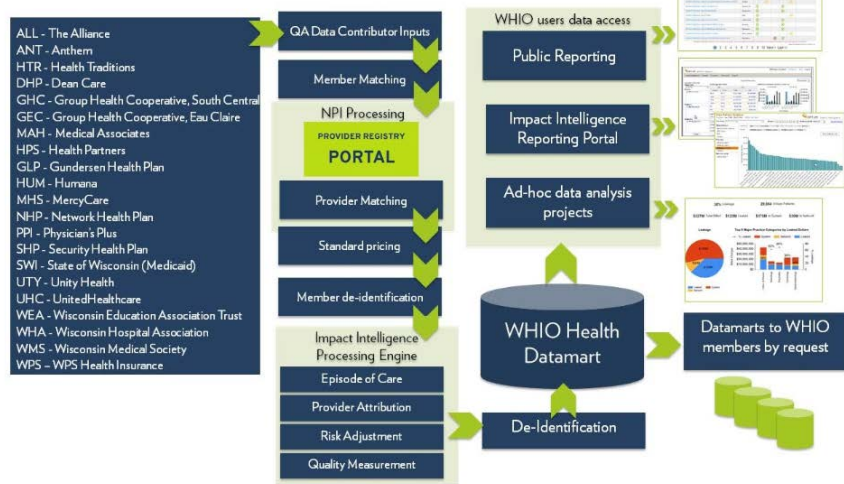 ALL - The Alliance
ANT - Anthem
HTR - Health Traditions
DHP - Dean Care
GHC - Group Health Cooperative, South Central
GEC - Group Health Cooperative, Eau Claire
MAH - Medical Associates
HPS - Health Partners
GLP - Gundersen Health Plan
HUM - Humana
MHS - MercyCare
NHP - Network Health Plan
PPI - Physician's Plus
SHP - Security Health Plan
SWI - State of Wisconsin (Medicaid)
UTY - Unity Health
UHC - UnitedHealthcare
WEA - Wisconsin Education Association Trust
WHA - Wisconsin Hospital Association
WMS - Wisconsin Medical Society
WPS – WPS Health Insurance
QA Data Contributor Inputs
Member Matching
NPI Processing
PROVIDER REGISTRY
PORTAL
Provider Matching
Standard pricing
Member de-identification
Impact Intelligence
Processing Engine
Episode of Care
Provider Attribution
Risk Adjustment
Quality Measurement
WHIO users data access
Public Reporting
Impact Intelligence
Reporting Portal
Ad-hoc data analysis
projects
WHIO Health
Datamart
De-Identification
Datamarts to WHIO
members by request
Leakage